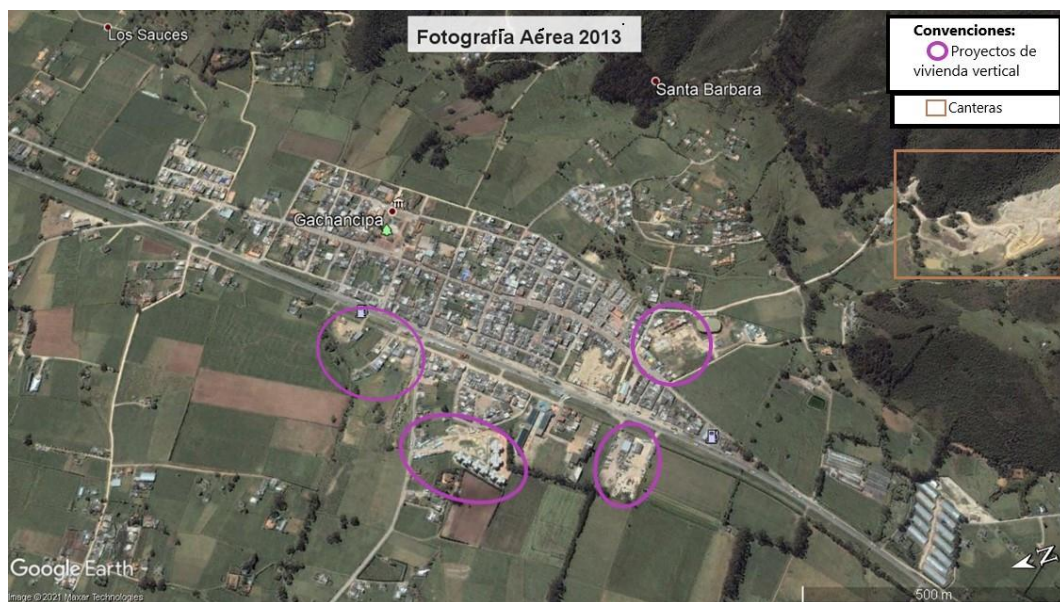 Los Sauces
Fotografía Aérea 2013
Convenciones:
Proyectos de
vivienda vertical
Canteras
Santa Barbara
Gachancipa
Google Earth
Image © 2021 Maxar Technologies
500 m
N